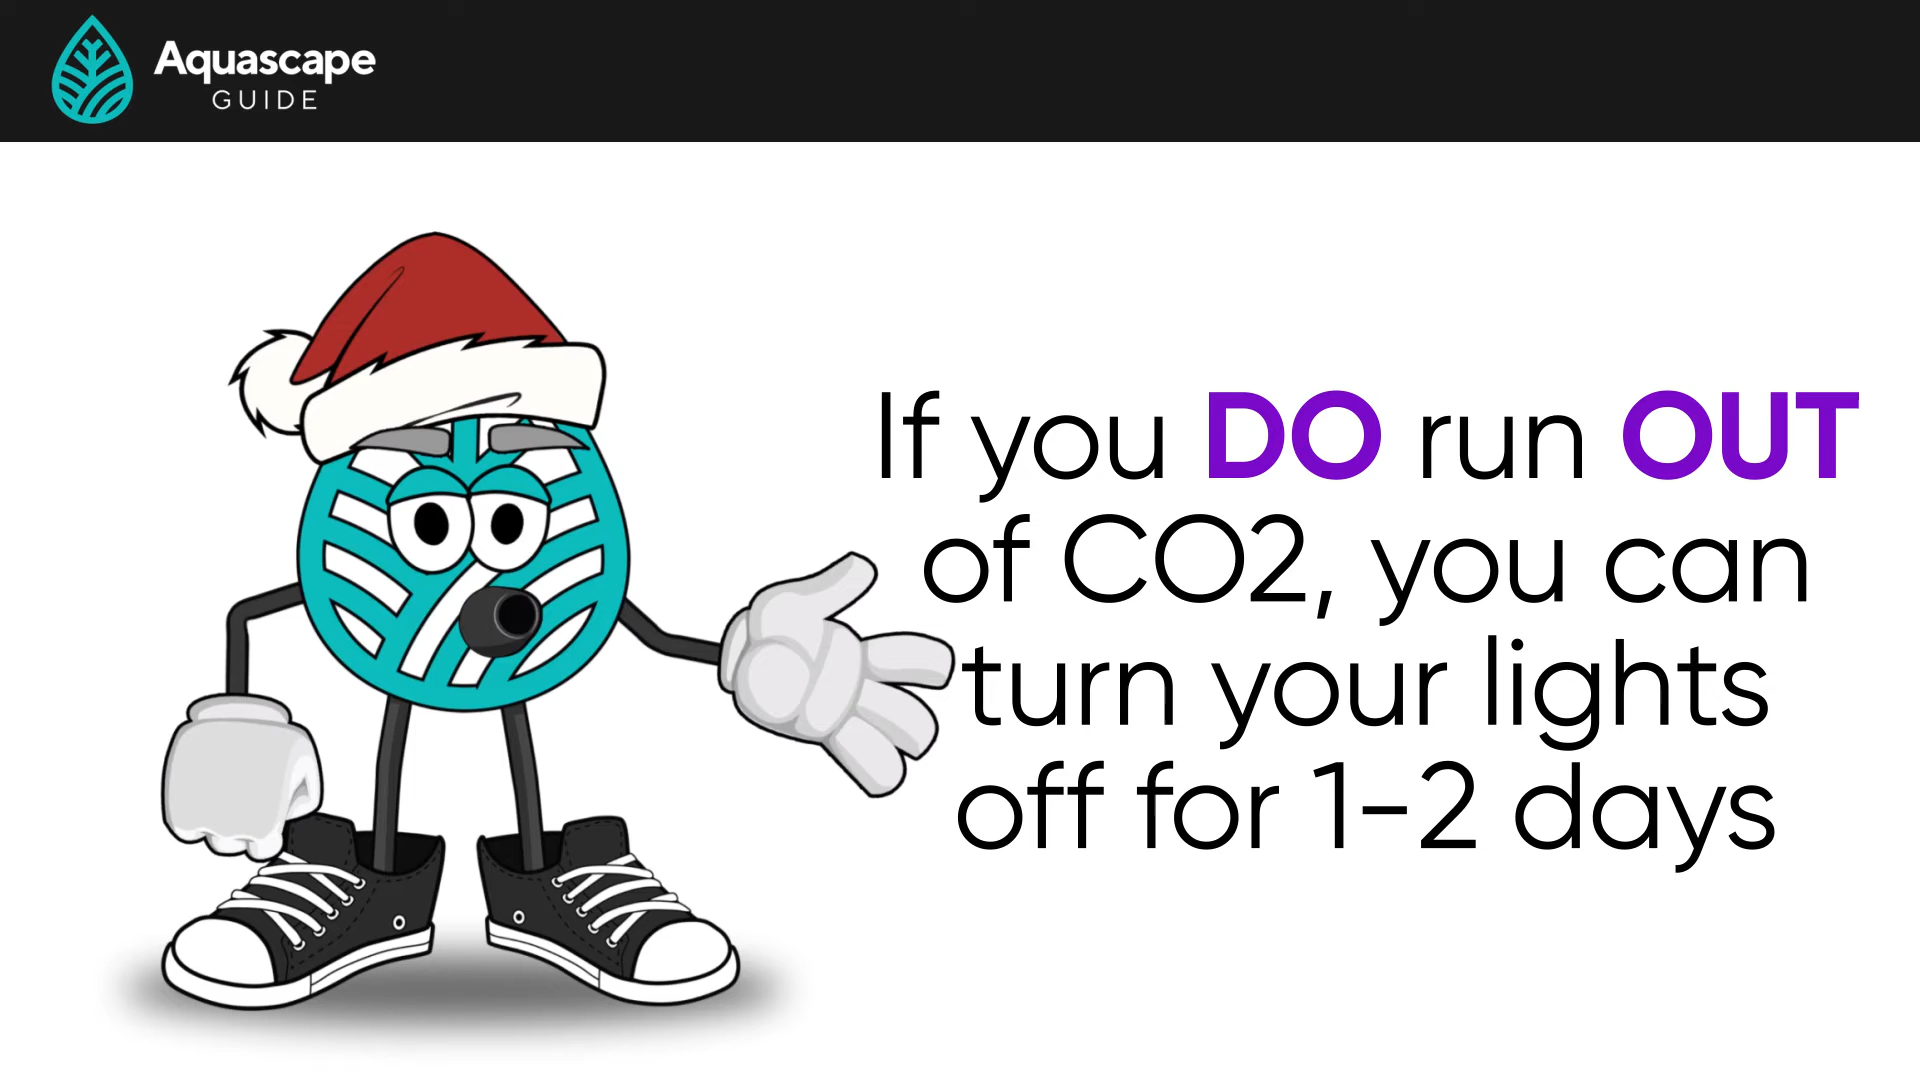 Aquascape
GUIDE
If you DO run OUT
of CO2, you can
turn your lights
off for 1-2 days